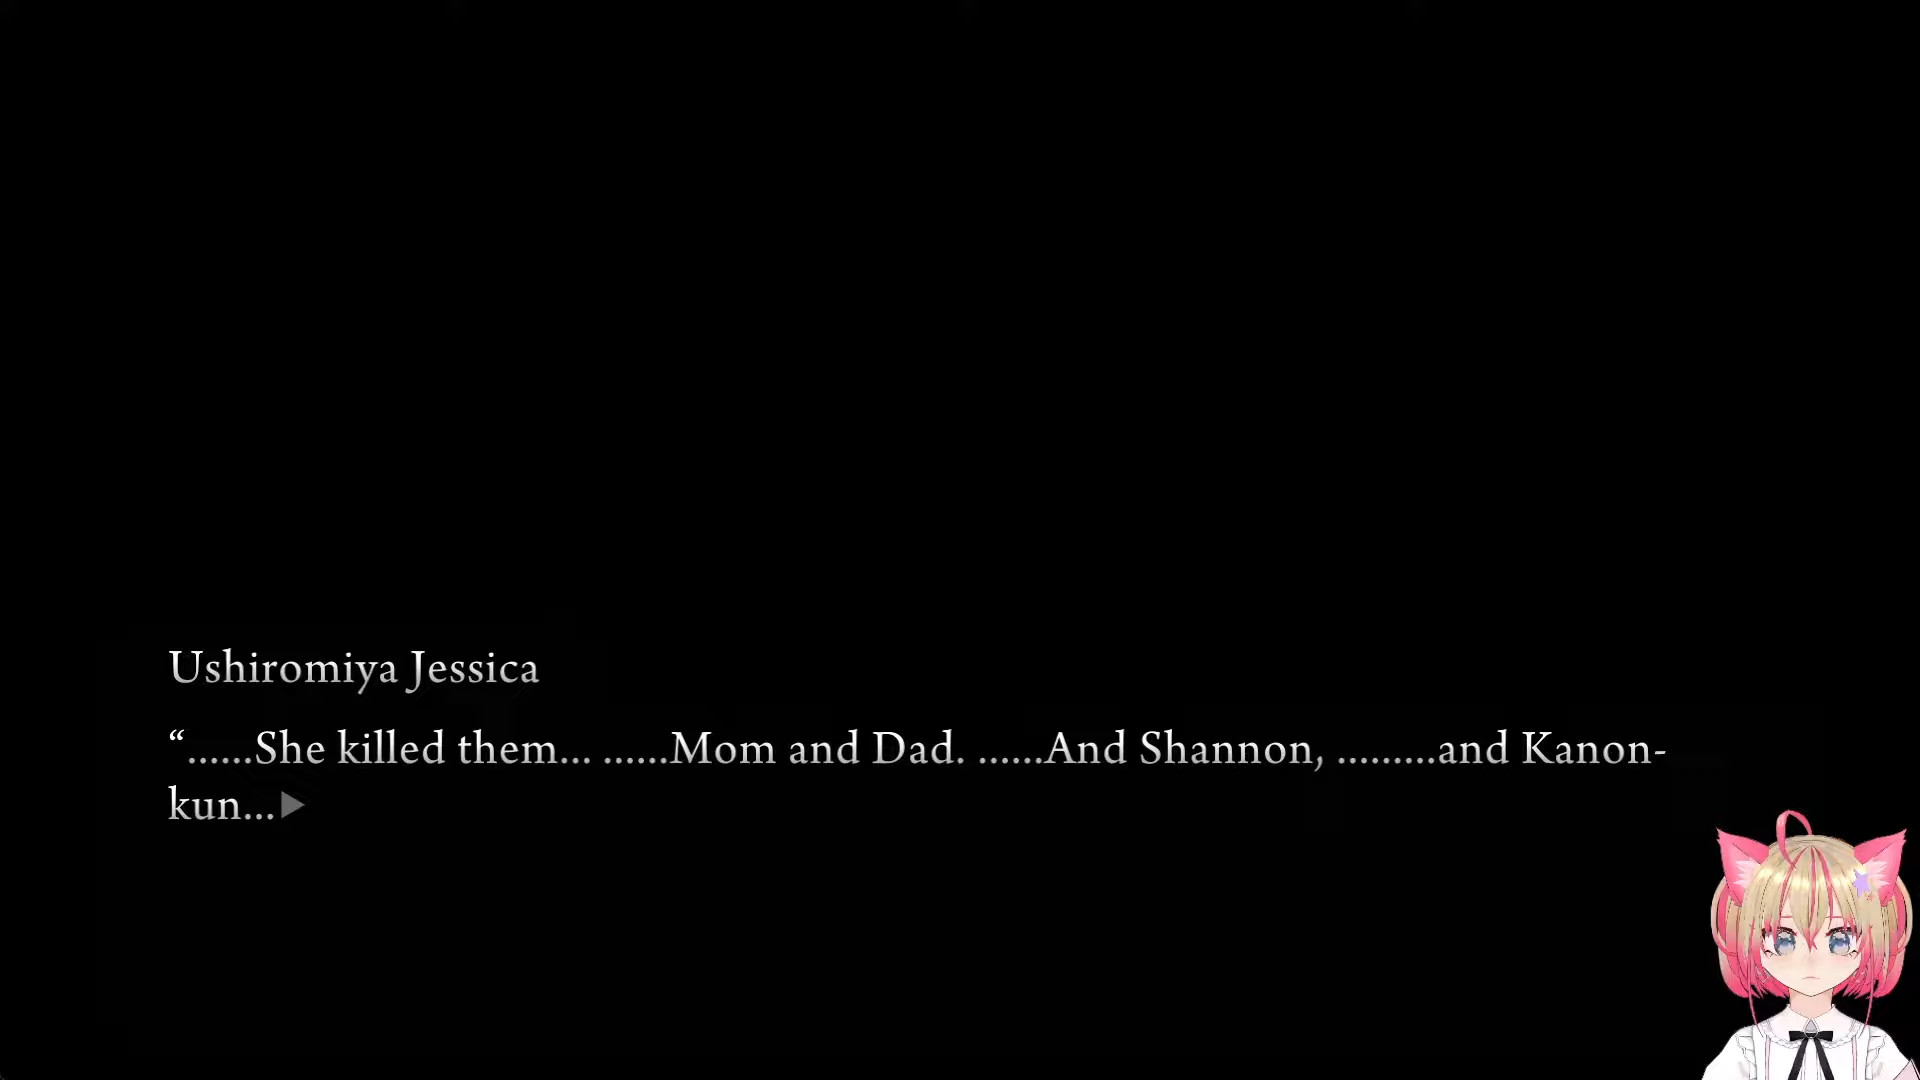 Ushiromiya Jessica
“......She killed them... ......Mom and Dad. ......And Shannon, .........and Kanon-
kun...